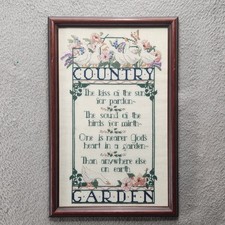 COUNTRY
The kiss of the sun
for pardon~
The sound of the
birds for mirth~
One is nearer God's
heart in a garden~
Than anywhere else
on earth
GARDEN